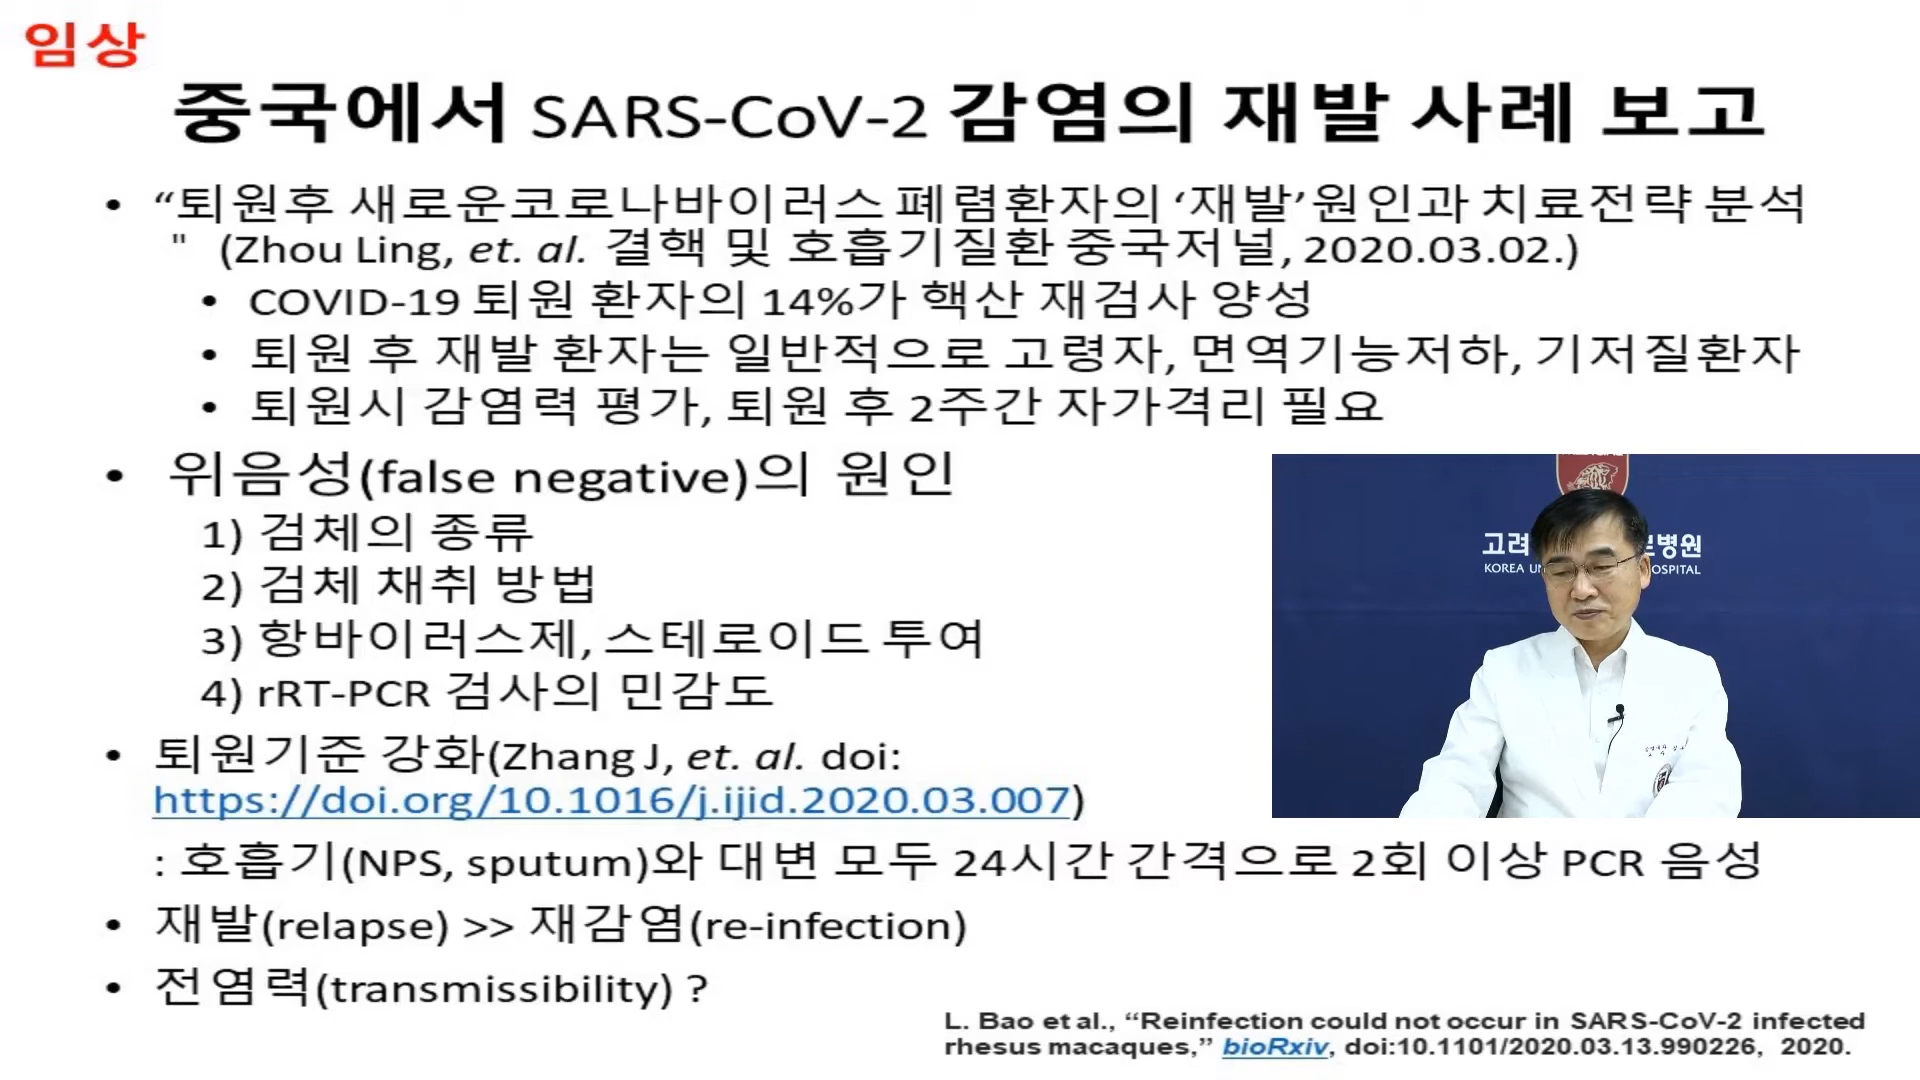 임상
중국에서 SARS-CoV-2 감염의 재발 사례 보고
• “퇴원후 새로운코로나바이러스 폐렴환자의 ‘재발’원인과 치료전략 분석
" (Zhou Ling, et. al. 결핵 및 호흡기질환 중국저널, 2020.03.02.)
• COVID-19 퇴원 환자의 14%가 핵산 재검사 양성
• 퇴원 후 재발 환자는 일반적으로 고령자, 면역기능저하, 기저질환자
• 퇴원시 감염력 평가, 퇴원 후 2주간 자가격리 필요
• 위음성(false negative)의 원인
1) 검체의 종류
2) 검체 채취 방법
3) 항바이러스제, 스테로이드 투여
4) rRT-PCR 검사의 민감도
고려 병원
KOREA UN OSPITAL
• 퇴원기준 강화(Zhang J, et. al. doi:
https://doi.org/10.1016/j.ijid.2020.03.007)
: 호흡기(NPS, sputum)와 대변 모두 24시간 간격으로 2회 이상 PCR 음성
• 재발(relapse) >> 재감염(re-infection)
• 전염력(transmissibility) ?
L. Bao et al., “Reinfection could not occur in SARS-CoV-2 infected
rhesus macaques,” bioRxiv, doi:10.1101/2020.03.13.990226, 2020.